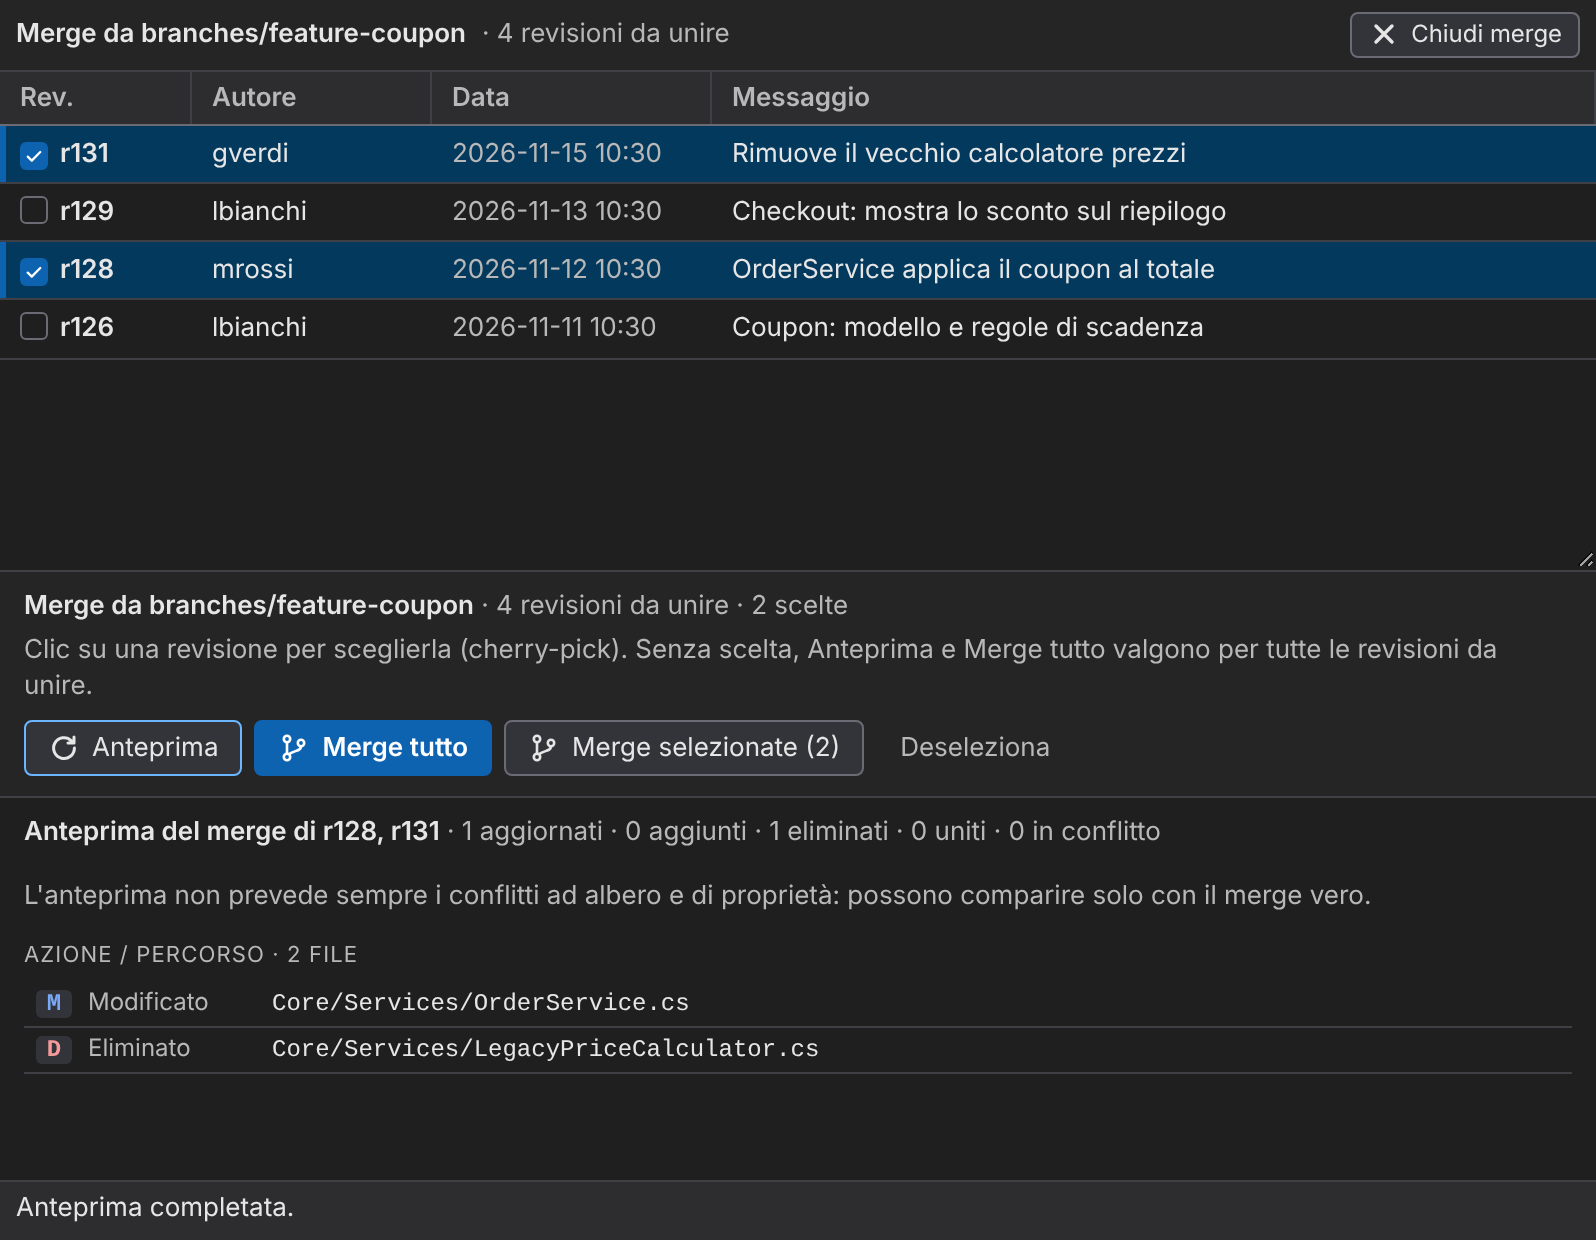 Merge da branches/feature-coupon · 4 revisioni da unire
Chiudi merge
Rev. Autore Data Messaggio
r131 gverdi 2026-11-15 10:30 Rimuove il vecchio calcolatore prezzi
r129 lbianchi 2026-11-13 10:30 Checkout: mostra lo sconto sul riepilogo
r128 mrossi 2026-11-12 10:30 OrderService applica il coupon al totale
r126 lbianchi 2026-11-11 10:30 Coupon: modello e regole di scadenza
Merge da branches/feature-coupon · 4 revisioni da unire · 2 scelte
Clic su una revisione per sceglierla (cherry-pick). Senza scelta, Anteprima e Merge tutto valgono per tutte le revisioni da
unire.
Anteprima Merge tutto Merge selezionate (2) Deseleziona
Anteprima del merge di r128, r131 · 1 aggiornati · 0 aggiunti · 1 eliminati · 0 uniti · 0 in conflitto
L'anteprima non prevede sempre i conflitti ad albero e di proprietà: possono comparire solo con il merge vero.
AZIONE / PERCORSO · 2 FILE
M Modificato Core/Services/OrderService.cs
D Eliminato Core/Services/LegacyPriceCalculator.cs
Anteprima completata.